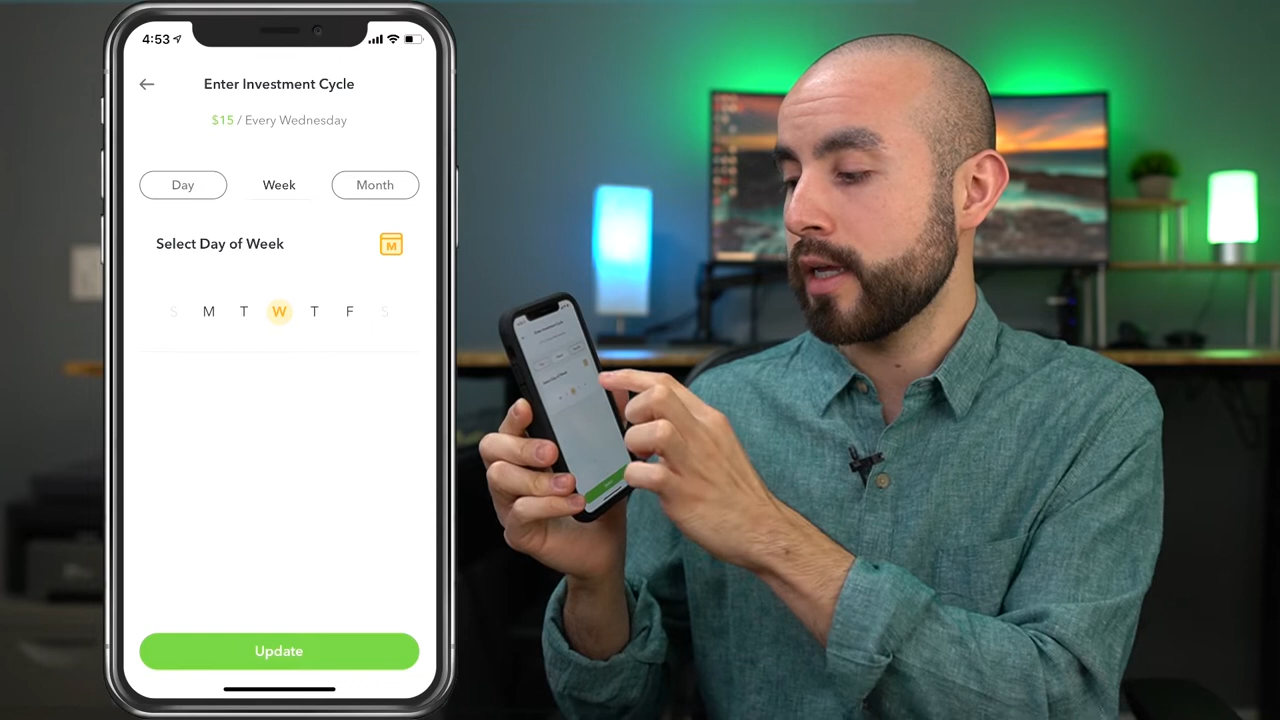 4:53
Enter Investment Cycle
$15 / Every Wednesday
Day Week Month
Select Day of Week
M
S M T W T F S
Update